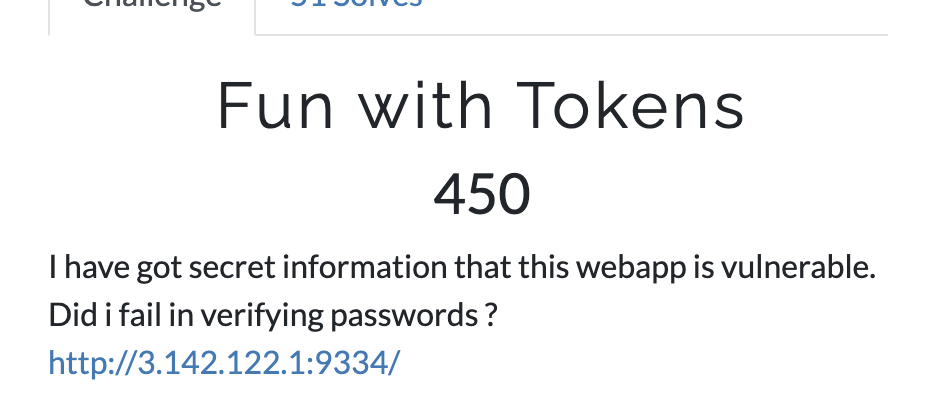 Challenge
51 Solves
Fun with Tokens
450
I have got secret information that this webapp is vulnerable.
Did i fail in verifying passwords ?
http://3.142.122.1:9334/